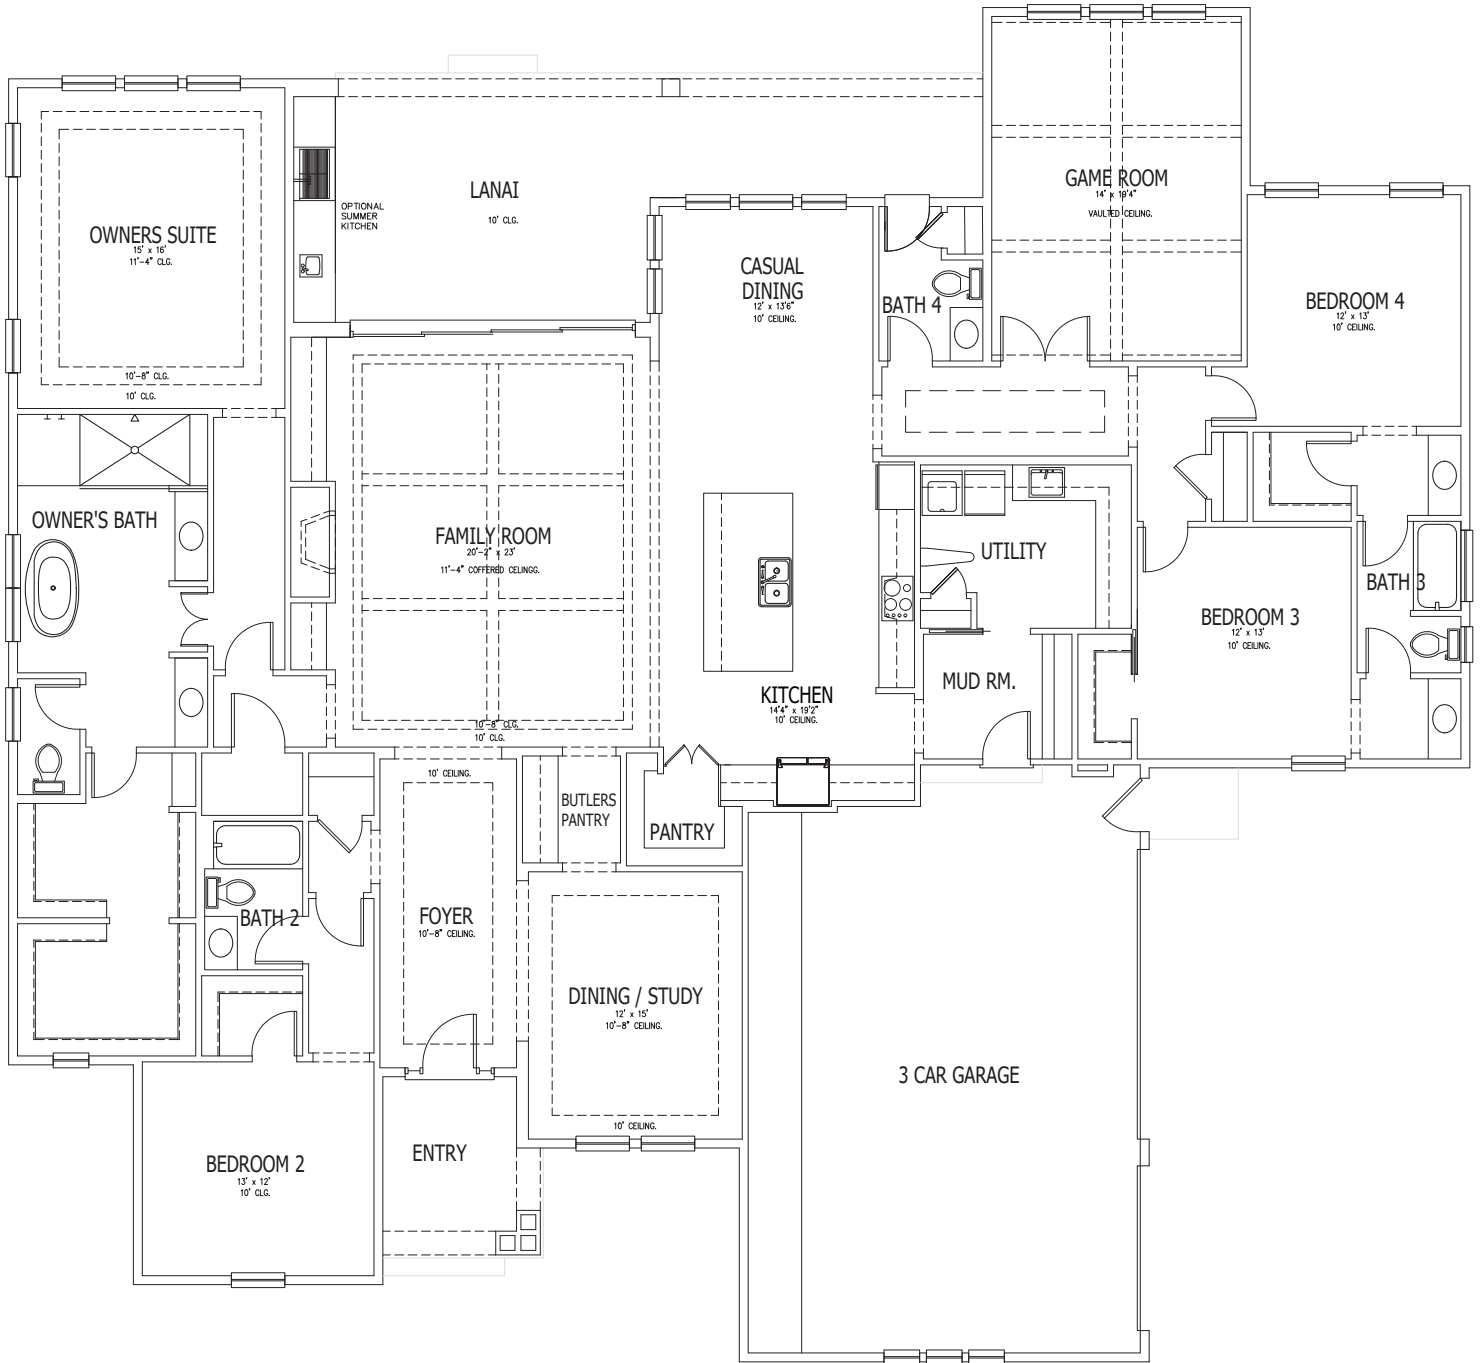 GAME ROOM
14' x 19'4"
VAULTED CEILING.
LANAI
10' CLG.
OPTIONAL
SUMMER
KITCHEN
OWNERS SUITE
15' x 16'
11'-4" CLG.
10'-8" CLG.
10' CLG.
CASUAL
DINING
12' x 13'6"
10' CEILING.
BATH 4
BEDROOM 4
12' x 13'
10' CEILING.
OWNER'S BATH
FAMILY ROOM
20'-2" x 23'
11'-4" COFFERED CELINGG.
10'-8" CLG.
10' CLG.
UTILITY
BATH 3
BEDROOM 3
12' x 13'
10' CEILING.
MUD RM.
KITCHEN
14'4" x 19'2"
10' CEILING.
10' CEILING.
BUTLERS
PANTRY
PANTRY
BATH 2
FOYER
10'-8" CEILING.
DINING / STUDY
12' x 15'
10'-8" CEILING.
10' CEILING.
3 CAR GARAGE
ENTRY
BEDROOM 2
13' x 12'
10' CLG.